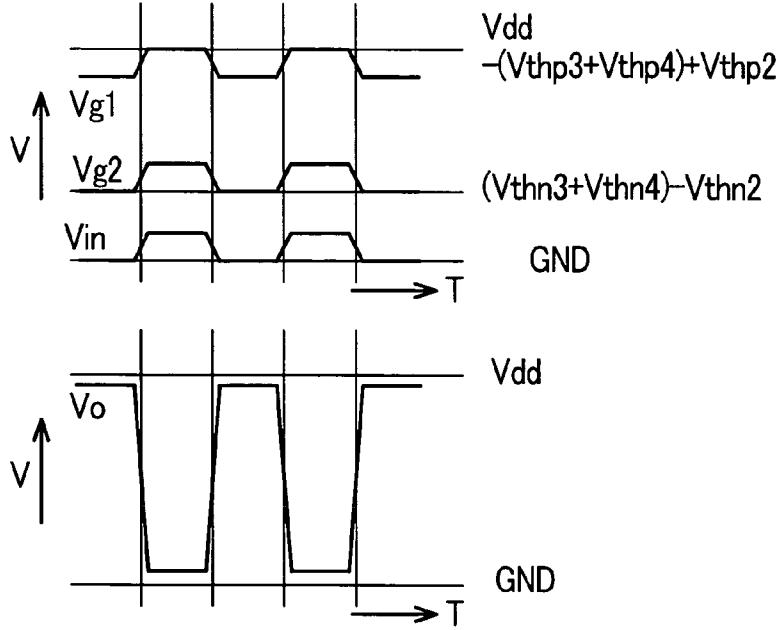 Vdd
-(Vthp3+Vthp4)+Vthp2
Vg1
V
Vg2
(Vthn3+Vthn4)-Vthn2
Vin
GND
T
Vdd
Vo
V
GND
T